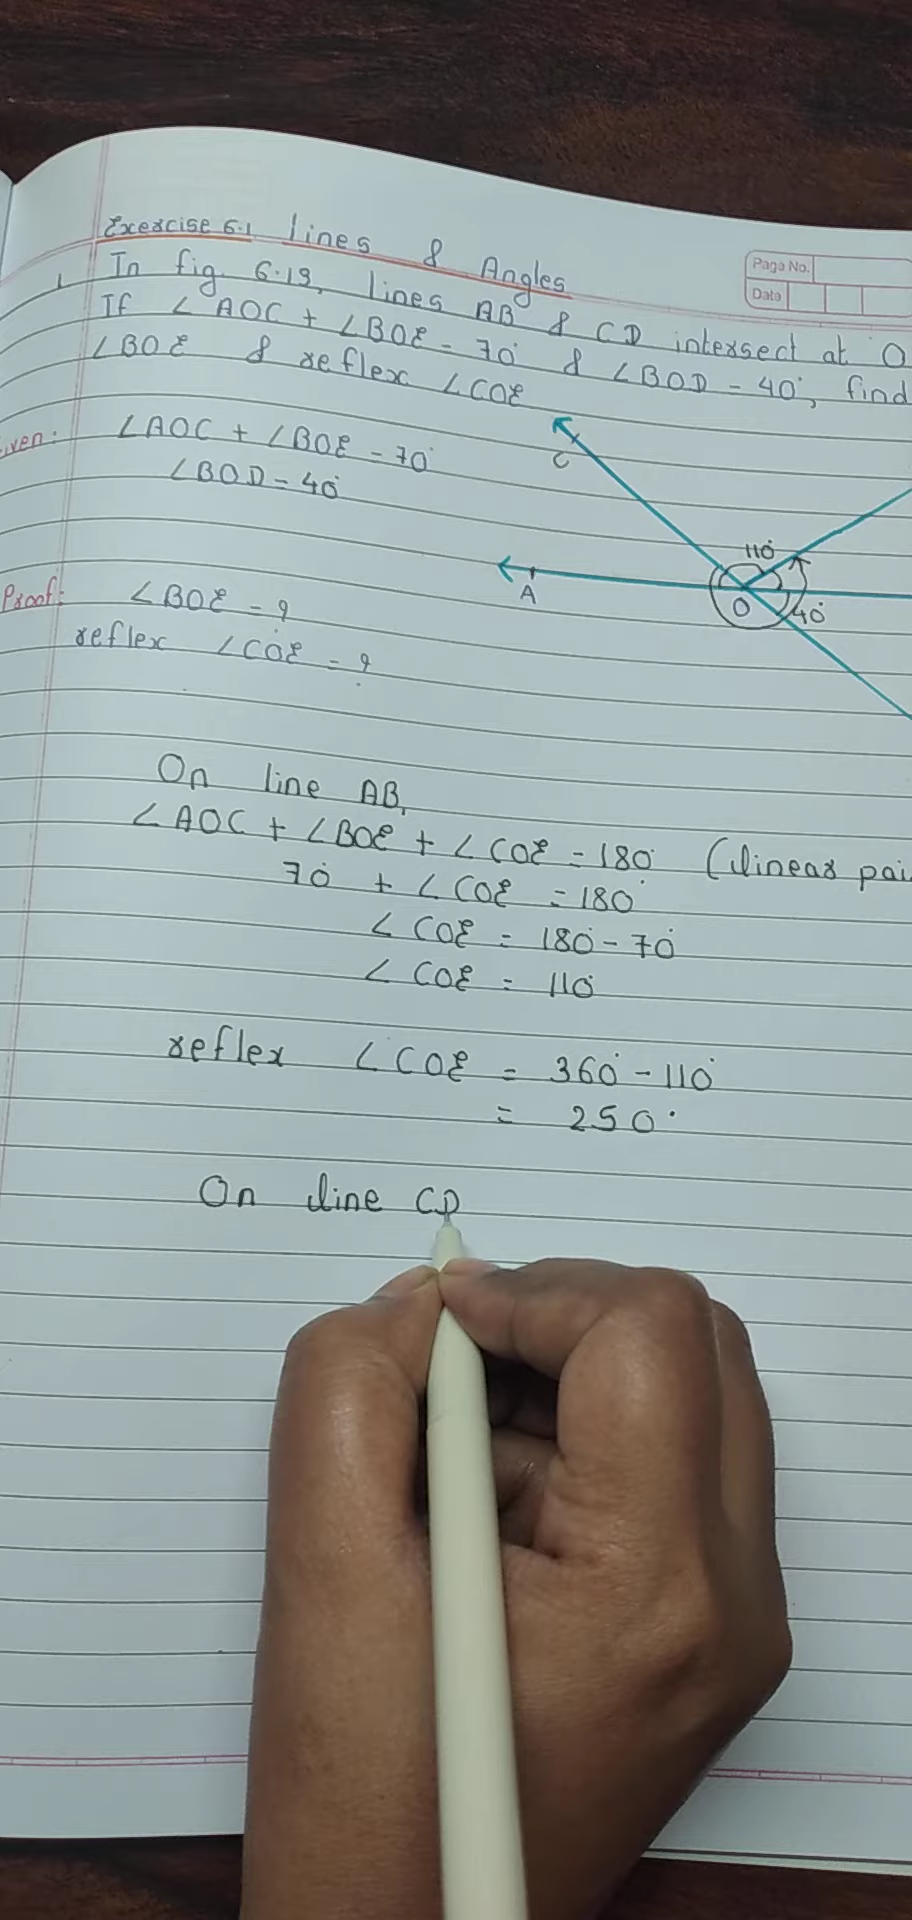 Exercise 6.1 Lines & Angles
Page No.
Date
1. In fig. 6.13, lines AB & CD intersect at O
If ∠AOC + ∠BOE = 70° & ∠BOD = 40°, find
∠BOE & reflex ∠COE
iven: ∠AOC + ∠BOE = 70°
∠BOD = 40°
C
110°
A
O
40°
Proof: ∠BOE = ?
reflex ∠COE = ?
On line AB,
∠AOC + ∠BOE + ∠COE = 180° (linear pai
70° + ∠COE = 180°
∠COE = 180° - 70°
∠COE = 110°
reflex ∠COE = 360° - 110°
= 250°
On line CD